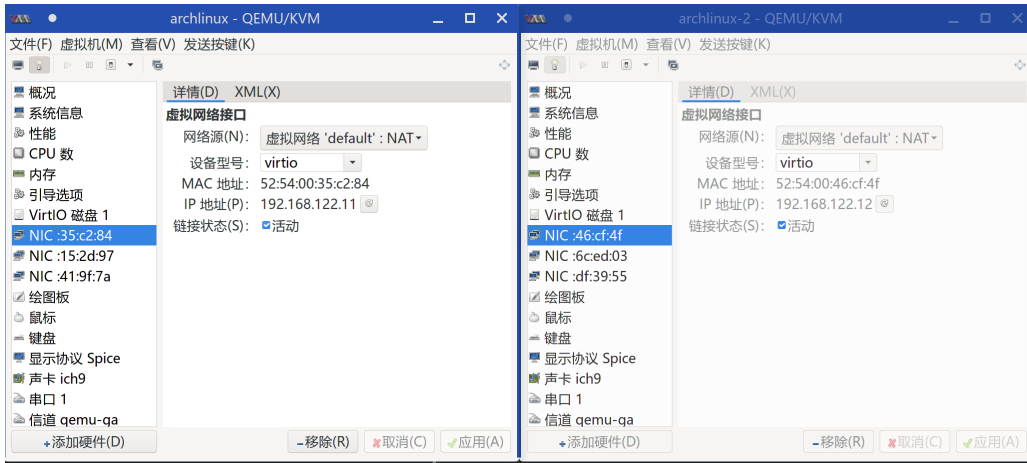 archlinux - QEMU/KVM
文件(F) 虚拟机(M) 查看(V) 发送按键(K)
概况
系统信息
性能
CPU 数
内存
引导选项
VirtIO 磁盘 1
NIC :35:c2:84
NIC :15:2d:97
NIC :41:9f:7a
绘图板
鼠标
键盘
显示协议 Spice
声卡 ich9
串口 1
信道 qemu-ga
添加硬件(D)
详情(D) XML(X)
虚拟网络接口
网络源(N): 虚拟网络 'default' : NAT
设备型号: virtio
MAC 地址: 52:54:00:35:c2:84
IP 地址(P): 192.168.122.11
链接状态(S): 活动
移除(R) 取消(C) 应用(A)
archlinux-2 - QEMU/KVM
文件(F) 虚拟机(M) 查看(V) 发送按键(K)
概况
系统信息
性能
CPU 数
内存
引导选项
VirtIO 磁盘 1
NIC :46:cf:4f
NIC :6c:ed:03
NIC :df:39:55
绘图板
鼠标
键盘
显示协议 Spice
声卡 ich9
串口 1
信道 qemu-ga
添加硬件(D)
详情(D) XML(X)
虚拟网络接口
网络源(N): 虚拟网络 'default' : NAT
设备型号: virtio
MAC 地址: 52:54:00:46:cf:4f
IP 地址(P): 192.168.122.12
链接状态(S): 活动
移除(R) 取消(C) 应用(A)